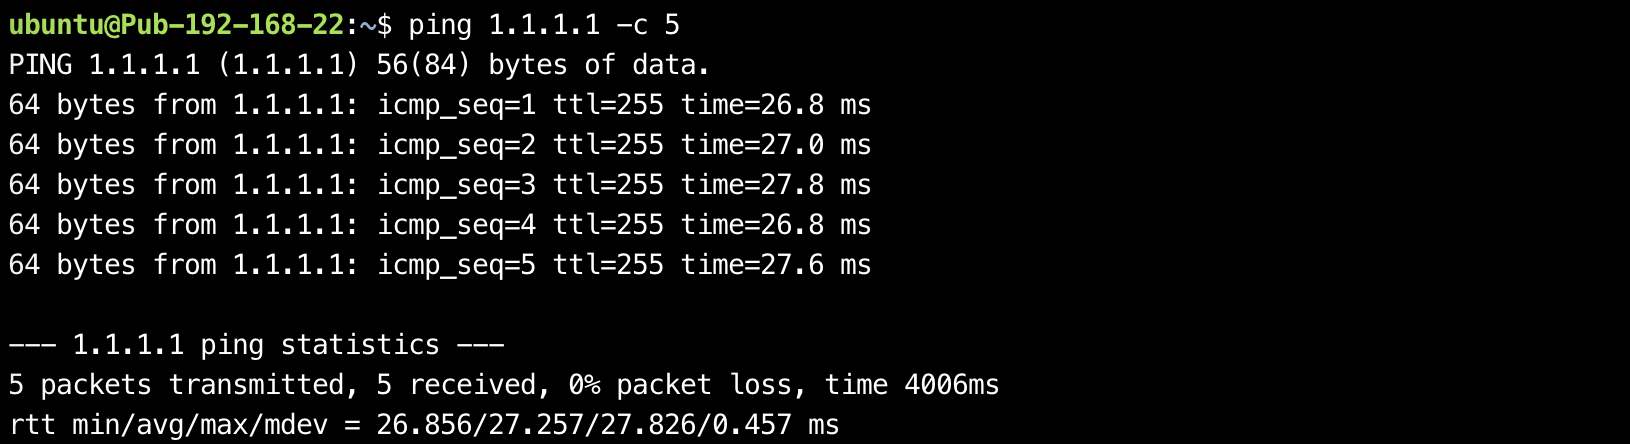 ubuntu@Pub-192-168-22:~$ ping 1.1.1.1 -c 5
PING 1.1.1.1 (1.1.1.1) 56(84) bytes of data.
64 bytes from 1.1.1.1: icmp_seq=1 ttl=255 time=26.8 ms
64 bytes from 1.1.1.1: icmp_seq=2 ttl=255 time=27.0 ms
64 bytes from 1.1.1.1: icmp_seq=3 ttl=255 time=27.8 ms
64 bytes from 1.1.1.1: icmp_seq=4 ttl=255 time=26.8 ms
64 bytes from 1.1.1.1: icmp_seq=5 ttl=255 time=27.6 ms

--- 1.1.1.1 ping statistics ---
5 packets transmitted, 5 received, 0% packet loss, time 4006ms
rtt min/avg/max/mdev = 26.856/27.257/27.826/0.457 ms